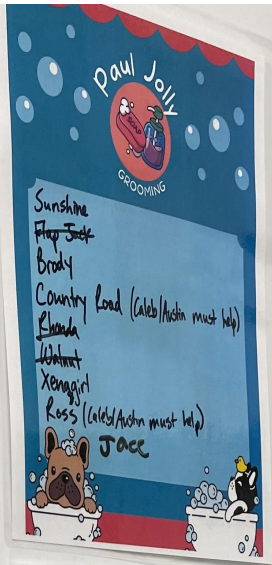 Paul Jolly
SOAP
GROOMING
Sunshine
Flap Jack
Brody
Country Road (Caleb/Austin must help)
Rhonda
Walnut
Xenagirl
Ross (Caleb/Austin must help)
Jace